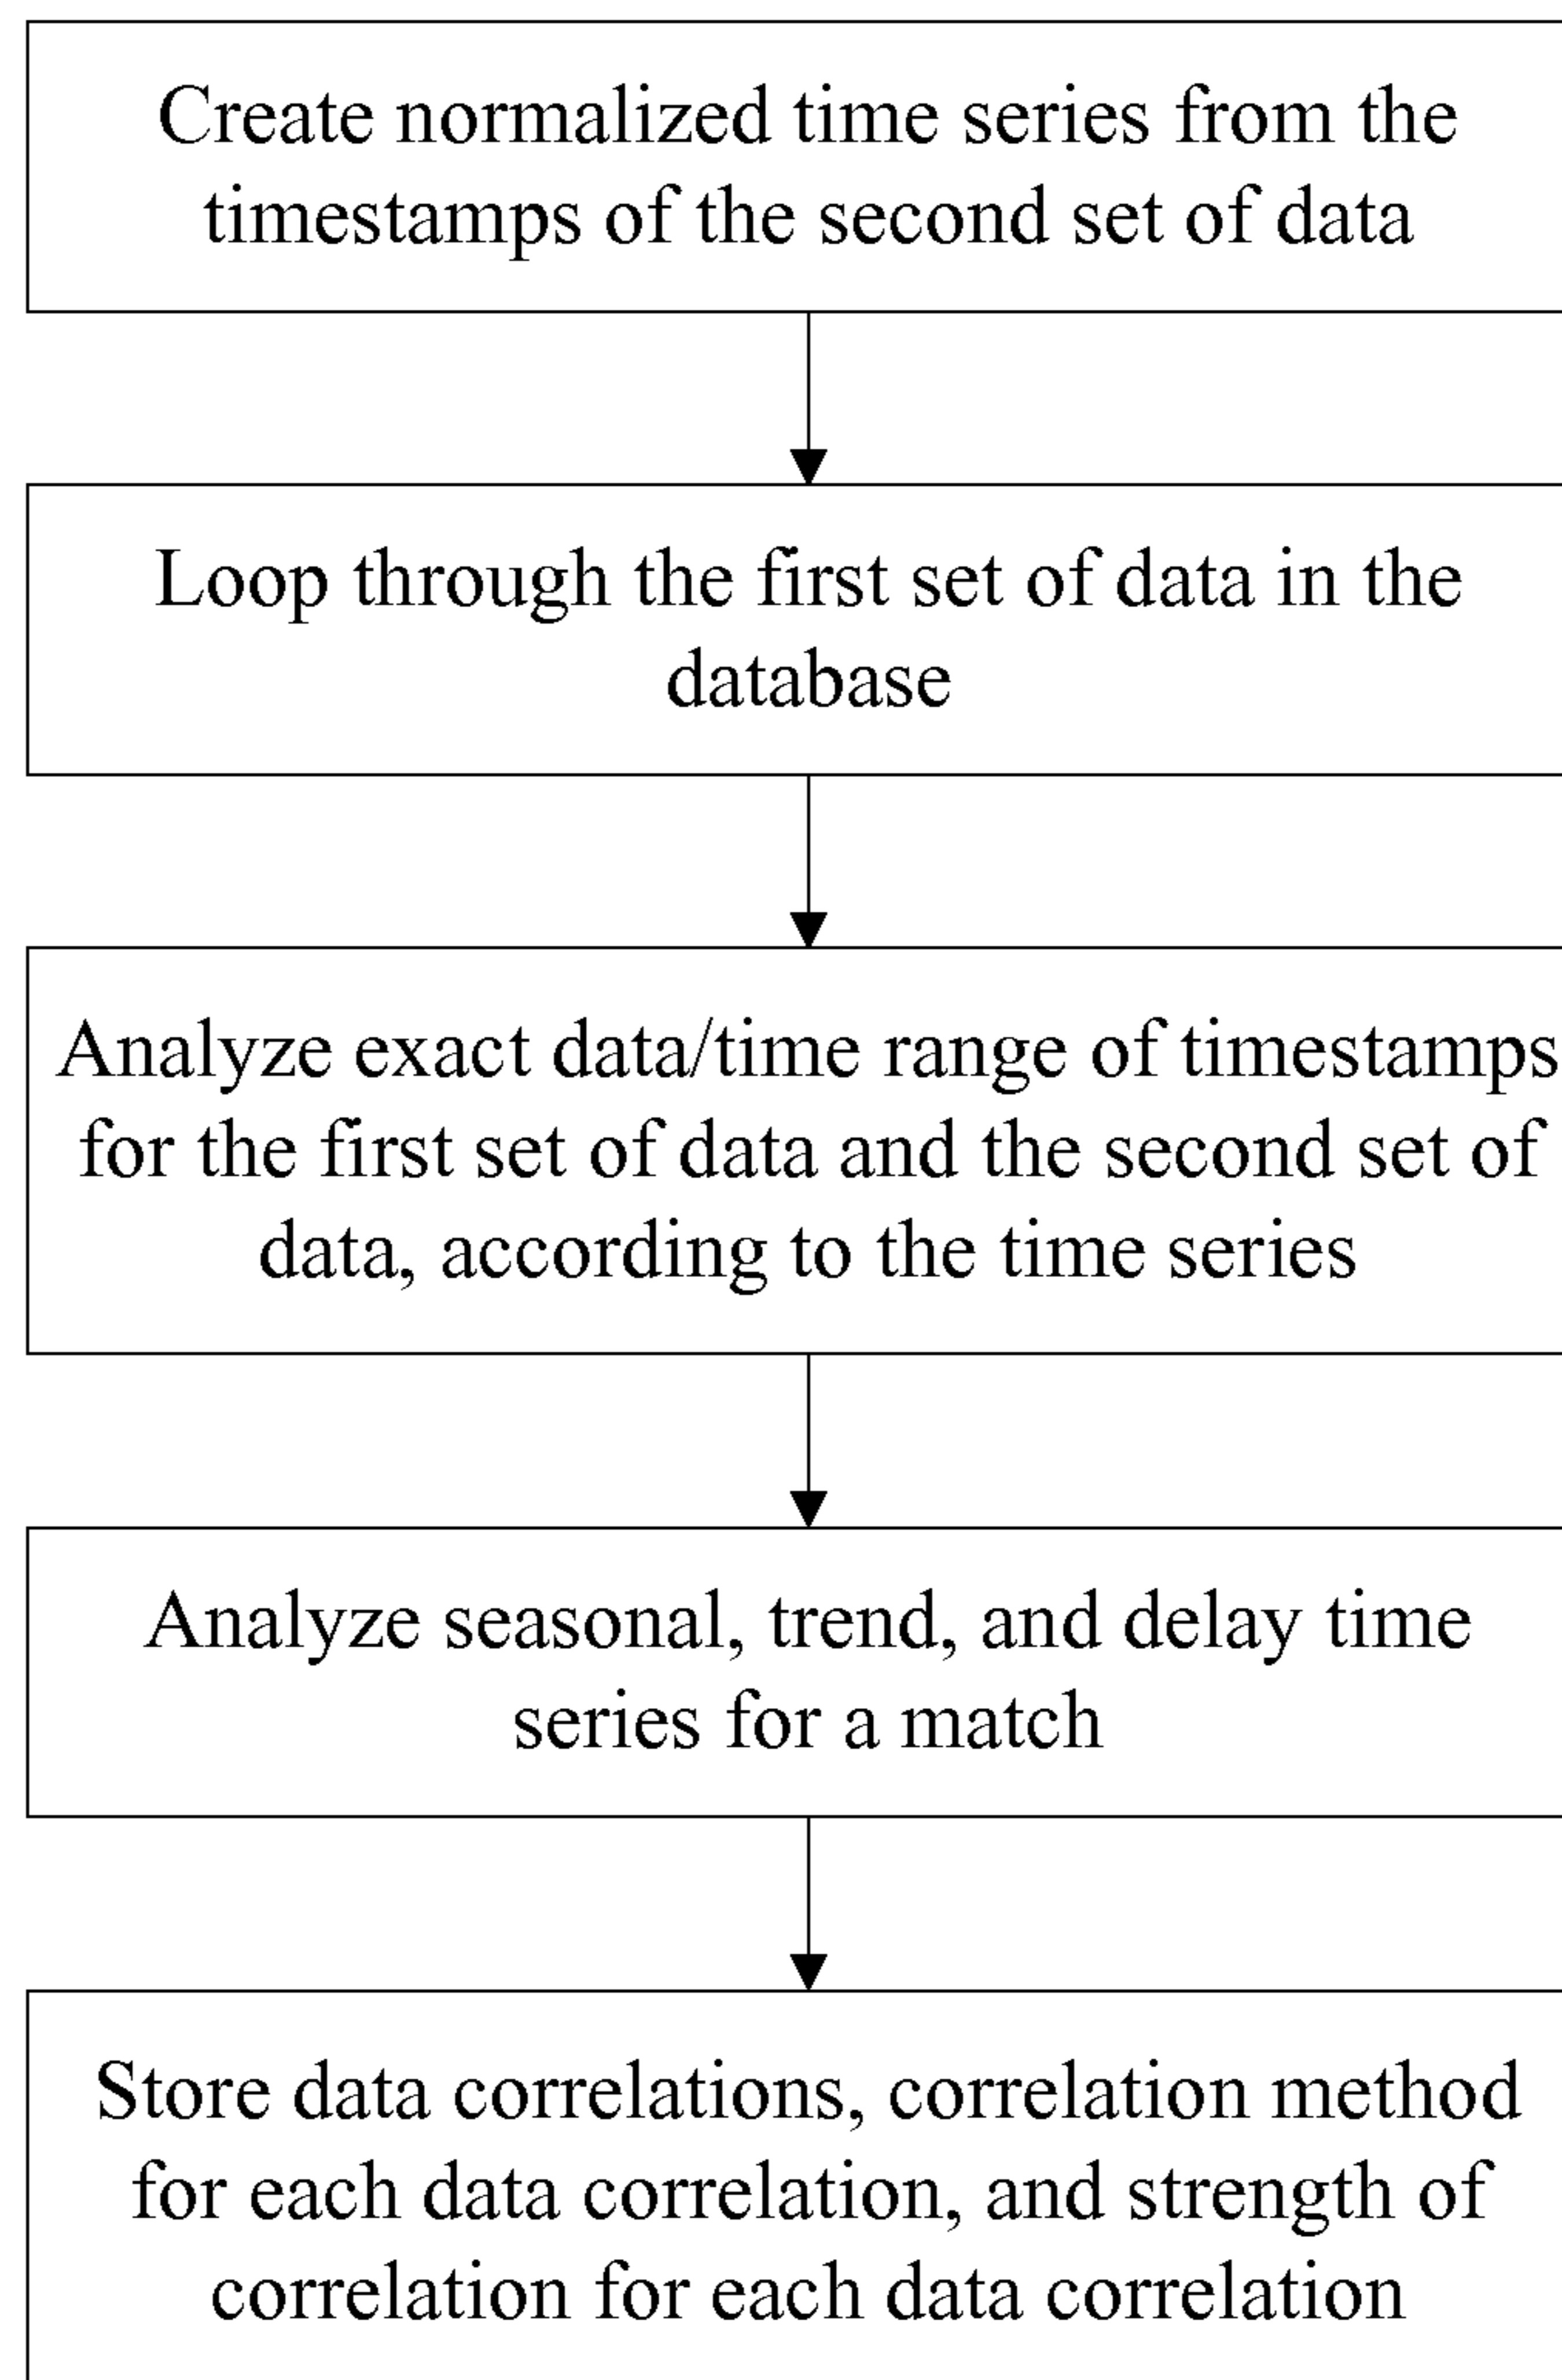 Create normalized time series from the
timestamps of the second set of data
Loop through the first set of data in the
database
Analyze exact data/time range of timestamps
for the first set of data and the second set of
data, according to the time series
Analyze seasonal, trend, and delay time
series for a match
Store data correlations, correlation method
for each data correlation, and strength of
correlation for each data correlation